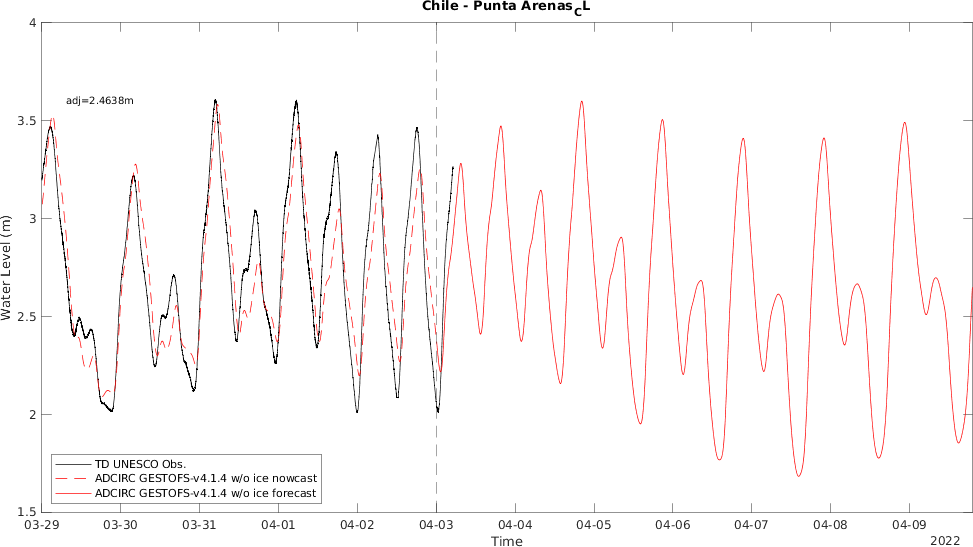 Chile - Punta Arenas_CL
4
adj=2.4638m
3.5
3
Water Level (m)
2.5
2
TD UNESCO Obs.
ADCIRC GESTOFS-v4.1.4 w/o ice nowcast
ADCIRC GESTOFS-v4.1.4 w/o ice forecast
1.5
03-29 03-30 03-31 04-01 04-02 04-03 04-04 04-05 04-06 04-07 04-08 04-09
Time
2022